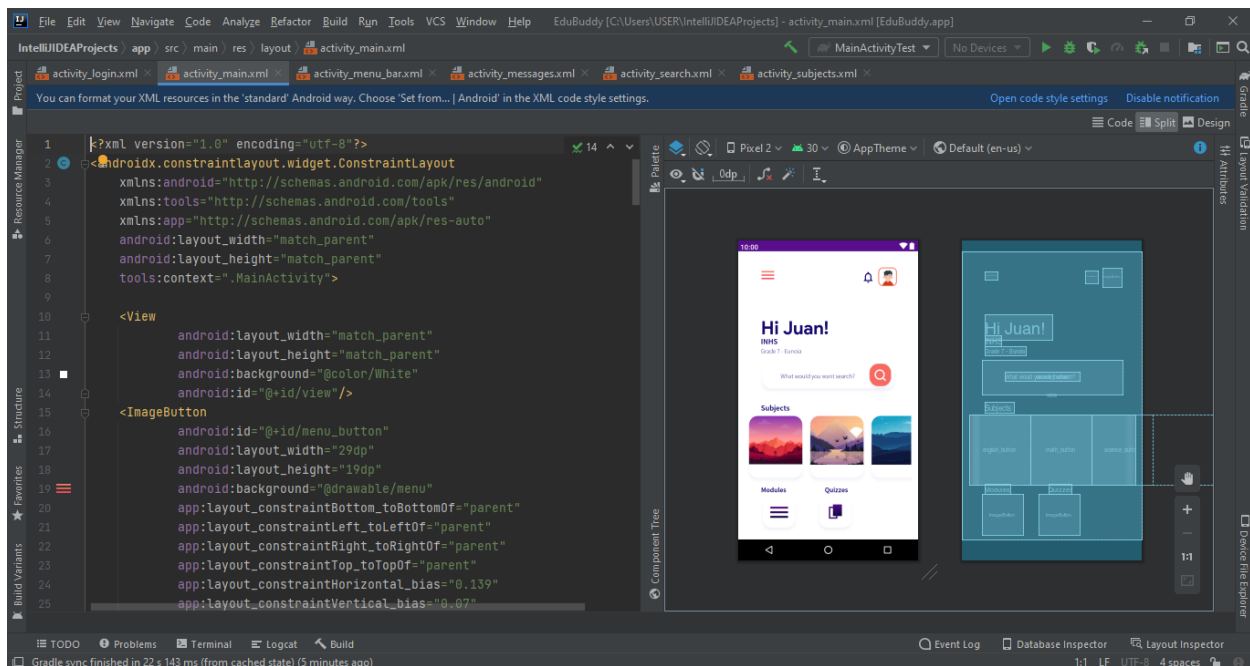 File Edit View Navigate Code Analyze Refactor Build Run Tools VCS Window Help EduBuddy [C:\Users\USER\IntelliJIDEAProjects] - activity_main.xml [EduBuddy.app]
IntelliJIDEAProjects app src main res layout activity_main.xml MainActivityTest No Devices
activity_login.xml activity_main.xml activity_menu_bar.xml activity_messages.xml activity_search.xml activity_subjects.xml
You can format your XML resources in the 'standard' Android way. Choose 'Set from... | Android' in the XML code style settings. Open code style settings Disable notification
Code Split Design
Project
Resource Manager
Structure
Favorites
Build Variants
1 <?xml version="1.0" encoding="utf-8"?> 14
2 <androidx.constraintlayout.widget.ConstraintLayout
3 xmlns:android="http://schemas.android.com/apk/res/android"
4 xmlns:tools="http://schemas.android.com/tools"
5 xmlns:app="http://schemas.android.com/apk/res-auto"
6 android:layout_width="match_parent"
7 android:layout_height="match_parent"
8 tools:context=".MainActivity">
9
10 <View
11 android:layout_width="match_parent"
12 android:layout_height="match_parent"
13 android:background="@color/White"
14 android:id="@+id/view"/>
15 <ImageButton
16 android:id="@+id/menu_button"
17 android:layout_width="29dp"
18 android:layout_height="19dp"
19 android:background="@drawable/menu"
20 app:layout_constraintBottom_toBottomOf="parent"
21 app:layout_constraintLeft_toLeftOf="parent"
22 app:layout_constraintRight_toRightOf="parent"
23 app:layout_constraintTop_toTopOf="parent"
24 app:layout_constraintHorizontal_bias="0.139"
25 app:layout_constraintVertical_bias="0.07"
Palette
Component Tree
Pixel 2 30 AppTheme Default (en-us)
0dp
10:00
Hi Juan!
INHS
Grade 7 - Eunoia
What would you want search?
Subjects
Modules Quizzes
Hi Juan!
INHS
Grade 7 - Eunoia
Subjects
english_button math_button
Modules Quizzes
ImageButton ImageButton
1:1
Gradle
Layout Validation
Attributes
Device File Explorer
TODO Problems Terminal Logcat Build Event Log Database Inspector Layout Inspector
Gradle sync finished in 22 s 143 ms (from cached state) (5 minutes ago) 1:1 LF UTF-8 4 spaces